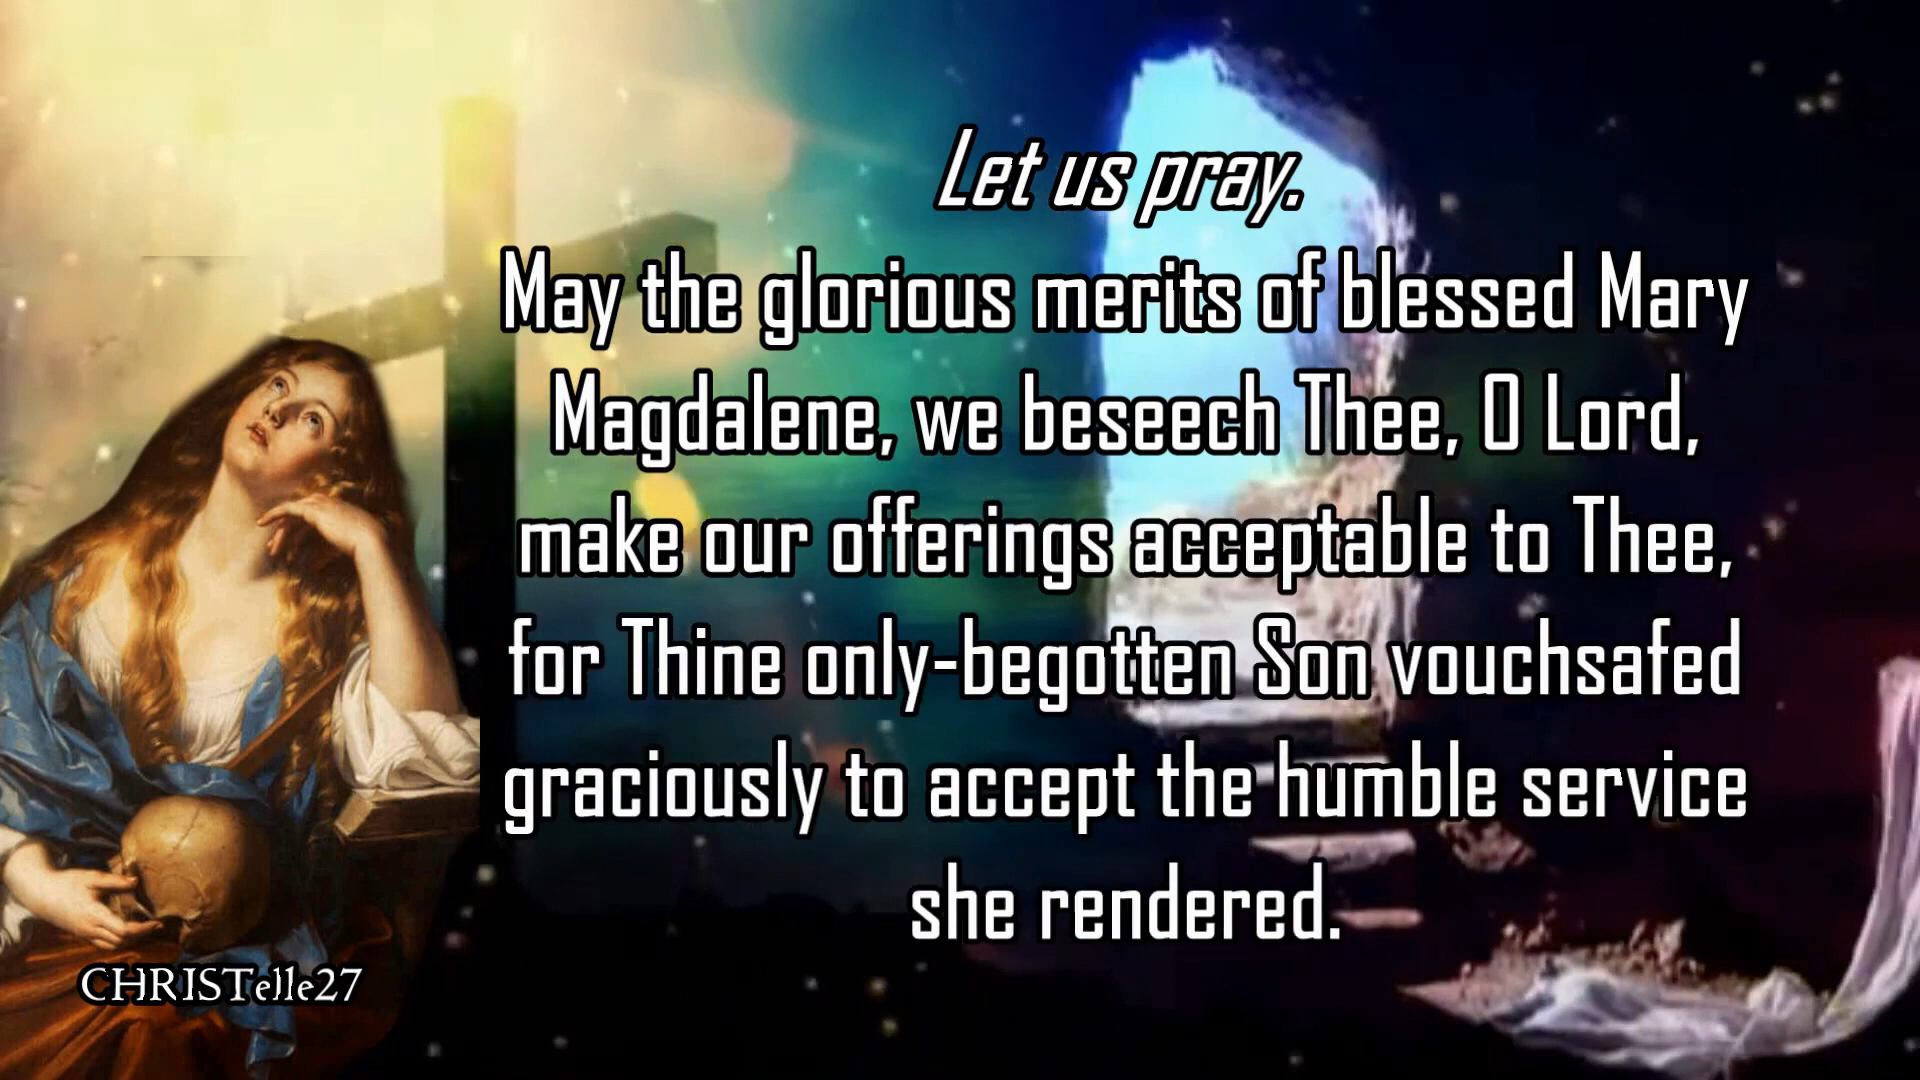 Let us pray.
May the glorious merits of blessed Mary
Magdalene, we beseech Thee, O Lord,
make our offerings acceptable to Thee,
for Thine only-begotten Son vouchsafed
graciously to accept the humble service
she rendered.
CHRISTelle27